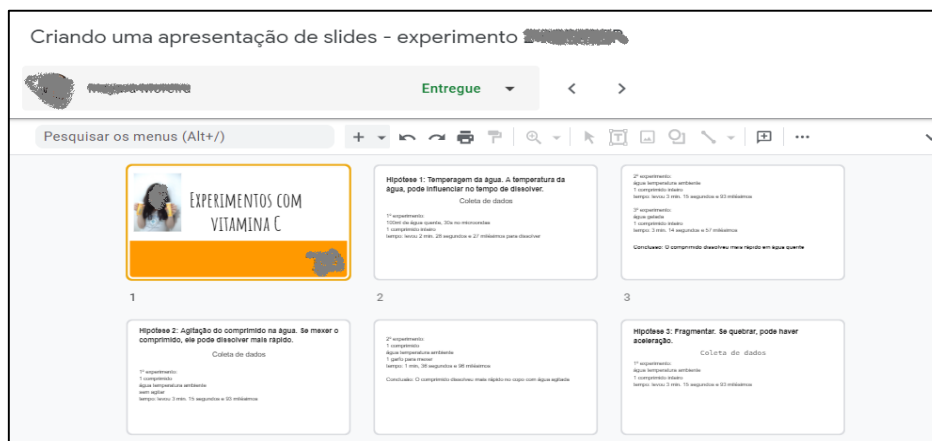 Criando uma apresentação de slides - experimento
Entregue
Pesquisar os menus (Alt+/)
EXPERIMENTOS COM
VITAMINA C
1
Hipótese 1: Temperagem da água. A temperatura da
água, pode influenciar no tempo de dissolver.
Coleta de dados
1º experimento:
100ml de água quente, 30s no microondas
1 comprimido inteiro
tempo: levou 2 min. 28 segundos e 27 milésimos para dissolver
2
2º experimento:
água temperatura ambiente
1 comprimido inteiro
tempo: levou 3 min. 15 segundos e 93 milésimos
3º experimento:
água gelada
1 comprimido inteiro
tempo: 3 min. 14 segundos e 57 milésimos
Conclusão: O comprimido dissolveu mais rápido em água quente
3
Hipótese 2: Agitação do comprimido na água. Se mexer o
comprimido, ele pode dissolver mais rápido.
Coleta de dados
1º experimento:
1 comprimido
água temperatura ambiente
sem agitar
tempo: levou 3 min. 15 segundos e 93 milésimos
2º experimento:
1 comprimido
água temperatura ambiente
1 garfo para mexer
tempo: 1 min. 36 segundos e 98 milésimos
Conclusão: O comprimido dissolveu mais rápido no copo com água agitada
Hipótese 3: Fragmentar. Se quebrar, pode haver
aceleração.
Coleta de dados
1º experimento:
água temperatura ambiente
1 comprimido inteiro
tempo: levou 3 min. 15 segundos e 93 milésimos